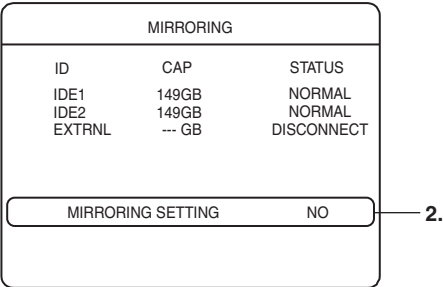 MIRRORING
ID CAP STATUS
IDE1 149GB NORMAL
IDE2 149GB NORMAL
EXTRNL --- GB DISCONNECT
MIRRORING SETTING NO
2.